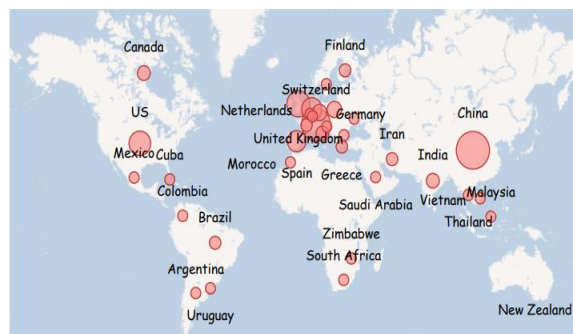 Canada
Finland
Switzerland
US
Netherlands
Germany
China
United Kingdom
Iran
Mexico
Cuba
Morocco
Spain
Greece
India
Colombia
Saudi Arabia
Vietnam
Malaysia
Brazil
Thailand
Zimbabwe
South Africa
Argentina
New Zealand
Uruguay